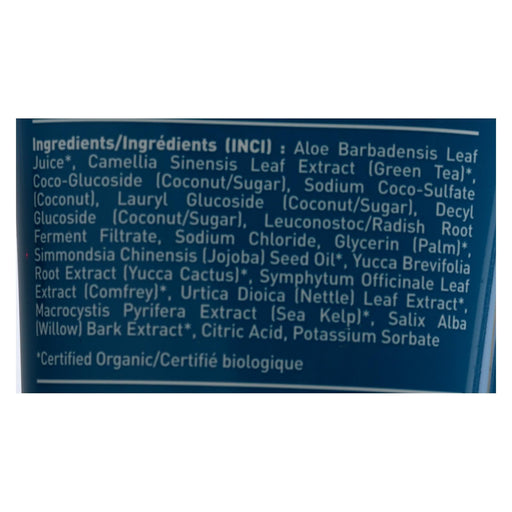 Ingredients/Ingrédients (INCI) : Aloe Barbadensis Leaf
Juice*, Camellia Sinensis Leaf Extract (Green Tea)*,
Coco-Glucoside (Coconut/Sugar), Sodium Coco-Sulfate
(Coconut), Lauryl Glucoside (Coconut/Sugar), Decyl
Glucoside (Coconut/Sugar), Leuconostoc/Radish Root
Ferment Filtrate, Sodium Chloride, Glycerin (Palm)*,
Simmondsia Chinensis (Jojoba) Seed Oil*, Yucca Brevifolia
Root Extract (Yucca Cactus)*, Symphytum Officinale Leaf
Extract (Comfrey)*, Urtica Dioica (Nettle) Leaf Extract*,
Macrocystis Pyrifera Extract (Sea Kelp)*, Salix Alba
(Willow) Bark Extract*, Citric Acid, Potassium Sorbate
*Certified Organic/Certifié biologique